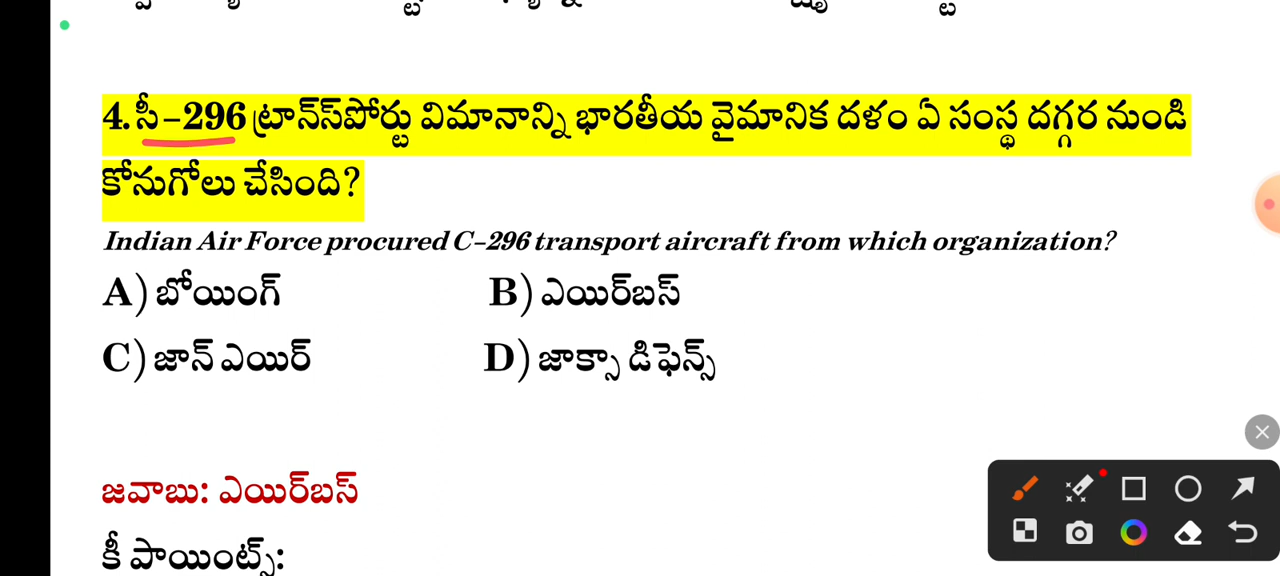 4. సీ-296 ట్రాన్స్‌పోర్టు విమానాన్ని భారతీయ వైమానిక దళం ఏ సంస్థ దగ్గర నుండి
కోనుగోలు చేసింది?
Indian Air Force procured C-296 transport aircraft from which organization?
A) బోయింగ్ B) ఎయిర్‌బస్
C) జాన్ ఎయిర్ D) జాక్సా డిఫెన్స్
జవాబు: ఎయిర్‌బస్
కీ పాయింట్స్: